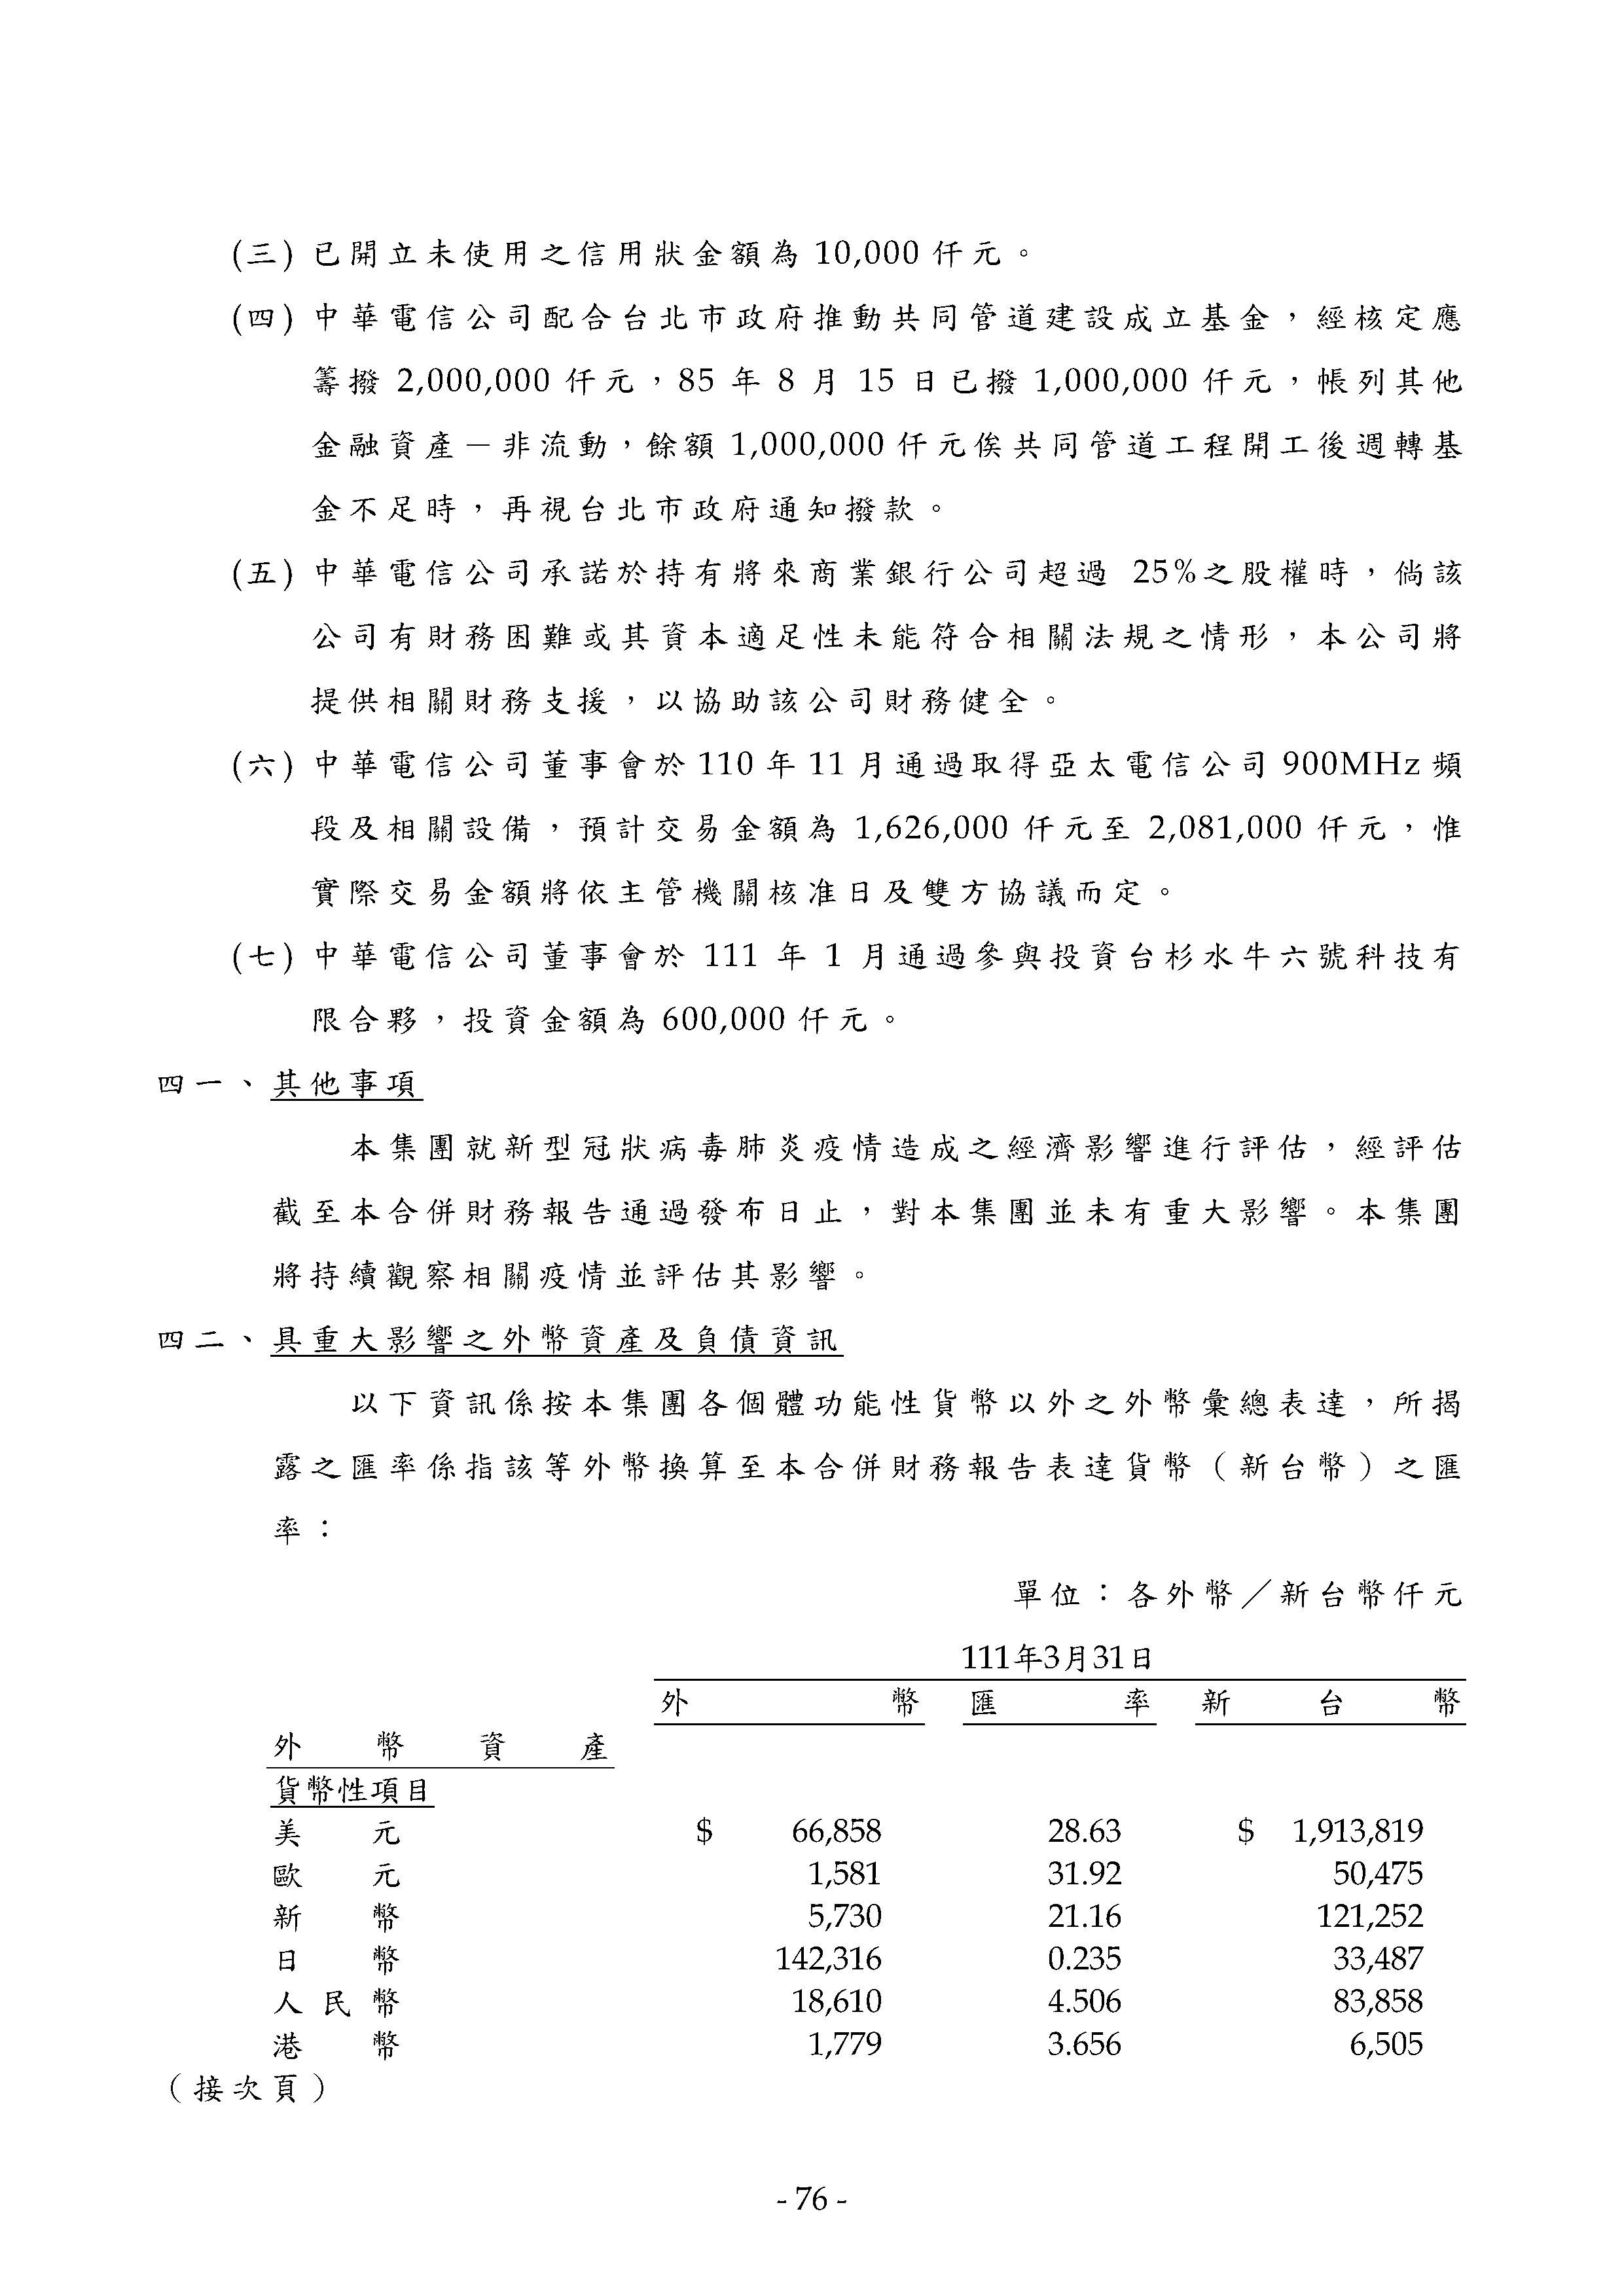 (三) 已開立未使用之信用狀金額為 10,000 仟元。
(四) 中華電信公司配合台北市政府推動共同管道建設成立基金，經核定應
籌撥 2,000,000 仟元，85 年 8 月 15 日已撥 1,000,000 仟元，帳列其他
金融資產－非流動，餘額 1,000,000 仟元俟共同管道工程開工後週轉基
金不足時，再視台北市政府通知撥款。
(五) 中華電信公司承諾於持有將來商業銀行公司超過 25%之股權時，倘該
公司有財務困難或其資本適足性未能符合相關法規之情形，本公司將
提供相關財務支援，以協助該公司財務健全。
(六) 中華電信公司董事會於 110 年 11 月通過取得亞太電信公司 900MHz 頻
段及相關設備，預計交易金額為 1,626,000 仟元至 2,081,000 仟元，惟
實際交易金額將依主管機關核准日及雙方協議而定。
(七) 中華電信公司董事會於 111 年 1 月通過參與投資台杉水牛六號科技有
限合夥，投資金額為 600,000 仟元。
四一、其他事項
本集團就新型冠狀病毒肺炎疫情造成之經濟影響進行評估，經評估
截至本合併財務報告通過發布日止，對本集團並未有重大影響。本集團
將持續觀察相關疫情並評估其影響。
四二、具重大影響之外幣資產及負債資訊
以下資訊係按本集團各個體功能性貨幣以外之外幣彙總表達，所揭
露之匯率係指該等外幣換算至本合併財務報告表達貨幣（新台幣）之匯
率：
單位：各外幣／新台幣仟元
111年3月31日
外幣 匯率 新台幣
外幣資產
貨幣性項目
美元 $ 66,858 28.63 $ 1,913,819
歐元 1,581 31.92 50,475
新幣 5,730 21.16 121,252
日幣 142,316 0.235 33,487
人民幣 18,610 4.506 83,858
港幣 1,779 3.656 6,505
（接次頁）
- 76 -